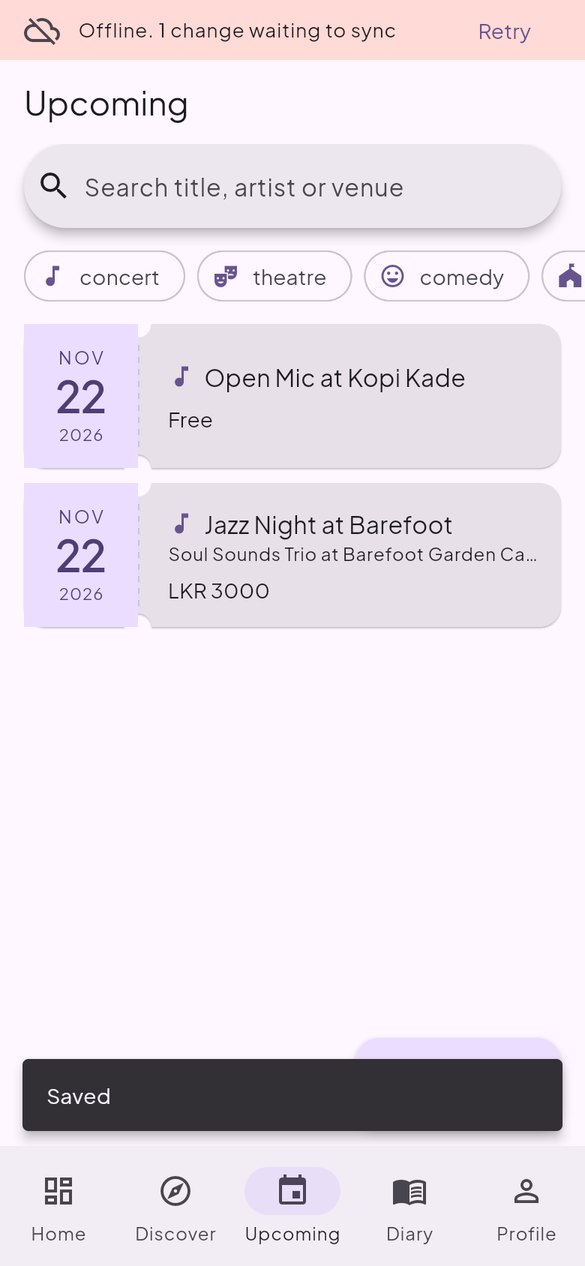 Offline. 1 change waiting to sync
Retry
Upcoming
Search title, artist or venue
concert
theatre
comedy
NOV
22
2026
Open Mic at Kopi Kade
Free
NOV
22
2026
Jazz Night at Barefoot
Soul Sounds Trio at Barefoot Garden Ca...
LKR 3000
Saved
Home
Discover
Upcoming
Diary
Profile